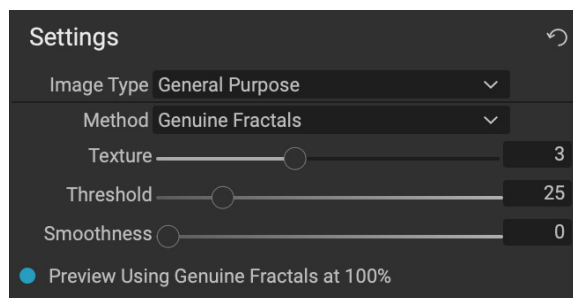 Settings
Image Type General Purpose
Method Genuine Fractals
Texture 3
Threshold 25
Smoothness 0
Preview Using Genuine Fractals at 100%